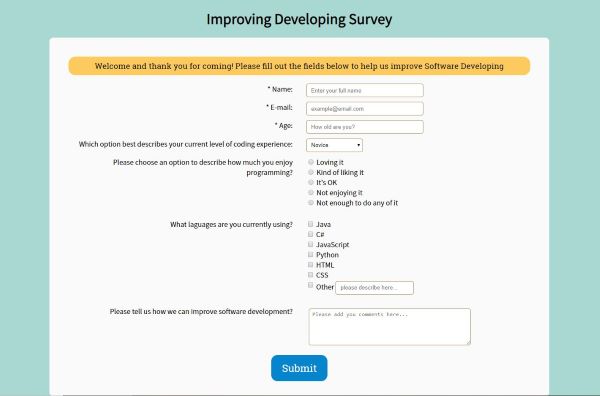 Improving Developing Survey
Welcome and thank you for coming! Please fill out the fields below to help us improve Software Developing
* Name: Enter your full name
* E-mail: example@email.com
* Age: How old are you?
Which option best describes your current level of coding experience: Novice
Please choose an option to describe how much you enjoy
programming?
Loving it
Kind of liking it
It's OK
Not enjoying it
Not enough to do any of it
What laguages are you currently using?
Java
C#
JavaScript
Python
HTML
CSS
Other please describe here...
Please tell us how we can improve software development?
Please add you comments here...
Submit